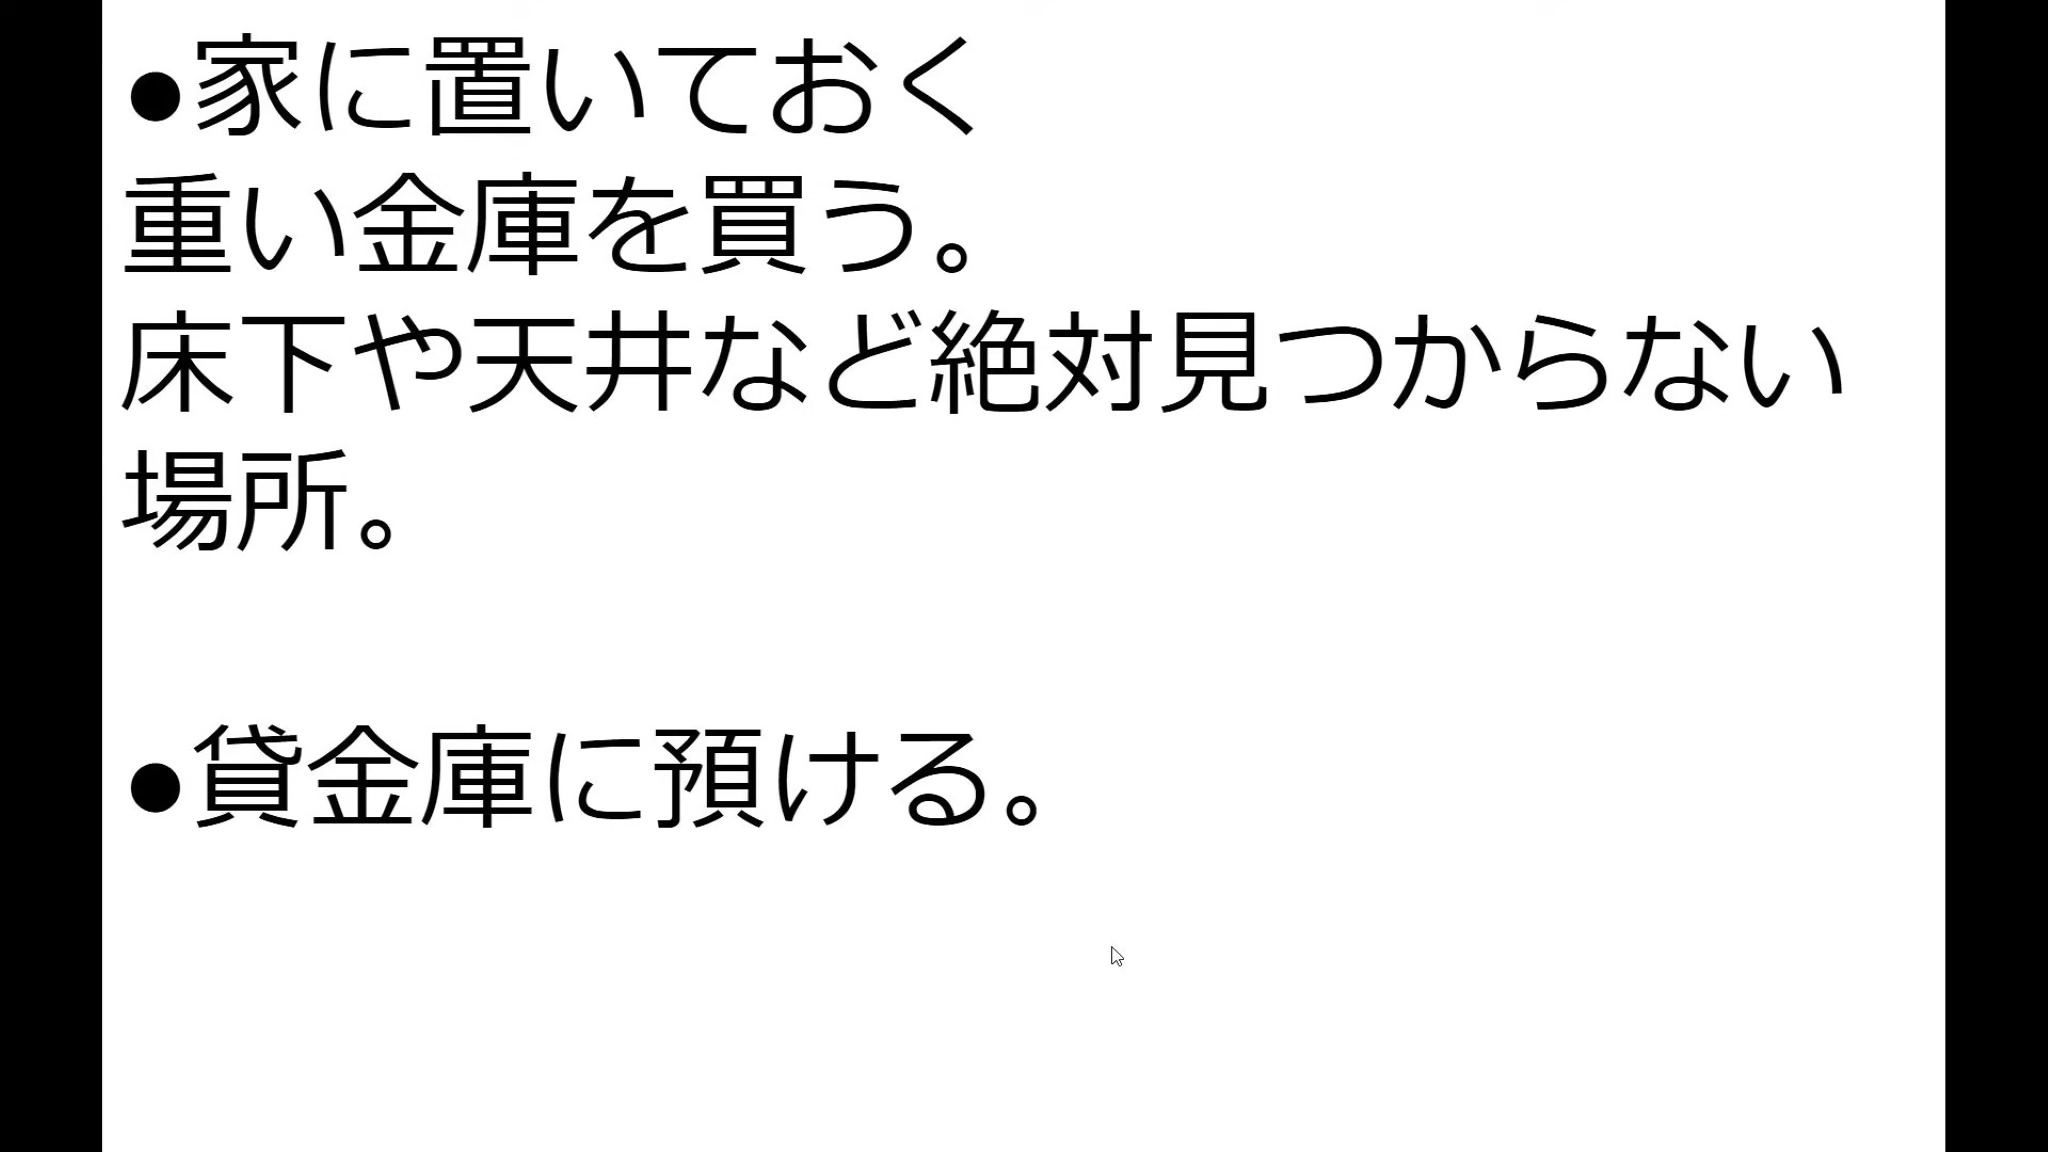 ●家に置いておく
重い金庫を買う。
床下や天井など絶対見つからない
場所。
●貸金庫に預ける。